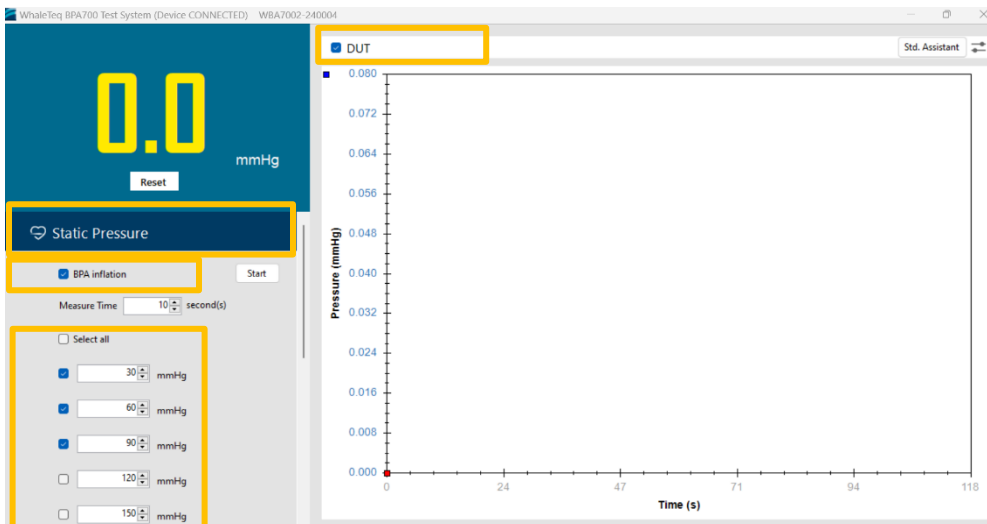 WhaleTeq BPA700 Test System (Device CONNECTED) WBA7002-240004
0.0
mmHg
Reset
Static Pressure
BPA inflation
Start
Measure Time 10 second(s)
Select all
30 mmHg
60 mmHg
90 mmHg
120 mmHg
150 mmHg
DUT
Std. Assistant
0.080
0.072
0.064
0.056
0.048
0.040
0.032
0.024
0.016
0.008
0.000
Pressure (mmHg)
0 24 47 71 94 118
Time (s)